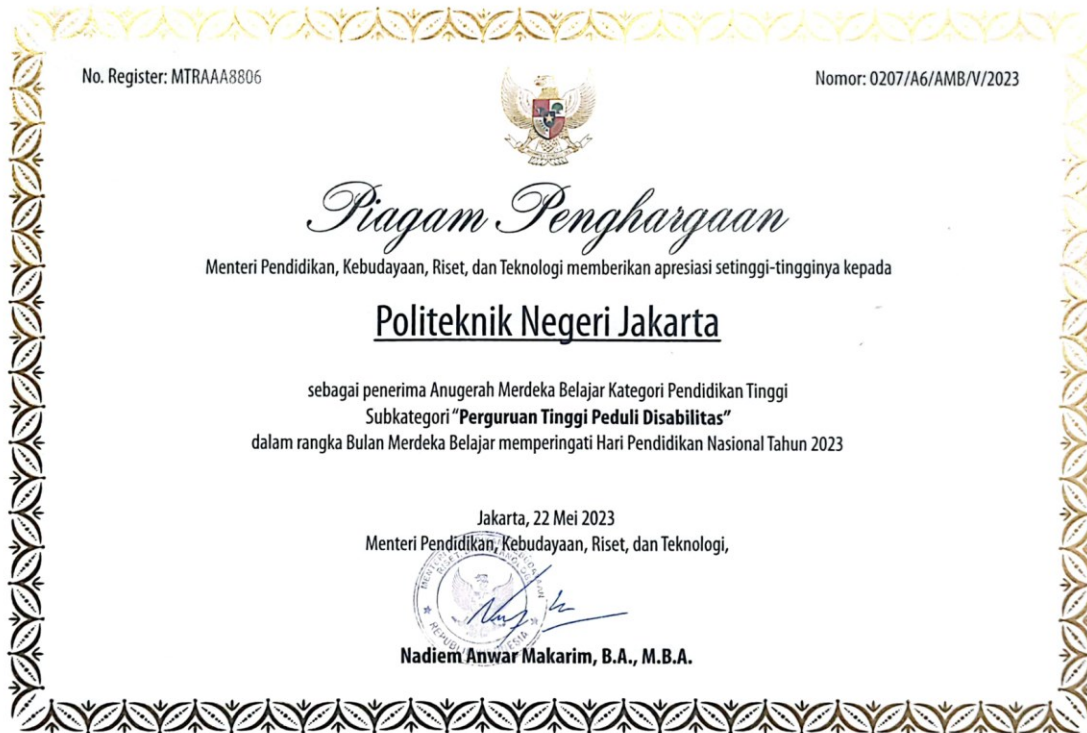 No. Register: MTRAAA8806
Nomor: 0207/A6/AMB/V/2023
Piagam Penghargaan
Menteri Pendidikan, Kebudayaan, Riset, dan Teknologi memberikan apresiasi setinggi-tingginya kepada
Politeknik Negeri Jakarta
sebagai penerima Anugerah Merdeka Belajar Kategori Pendidikan Tinggi
Subkategori "Perguruan Tinggi Peduli Disabilitas"
dalam rangka Bulan Merdeka Belajar memperingati Hari Pendidikan Nasional Tahun 2023
Jakarta, 22 Mei 2023
Menteri Pendidikan, Kebudayaan, Riset, dan Teknologi,
REPUBLIK INDONESIA
Nadiem Anwar Makarim, B.A., M.B.A.